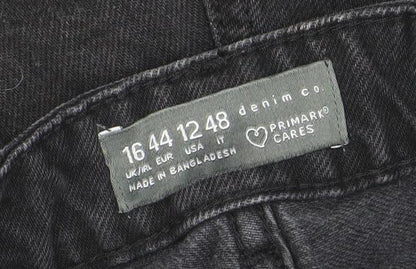 denim co.
16 44 12 48
UK/IRL EUR USA IT
MADE IN BANGLADESH
PRIMARK®
CARES